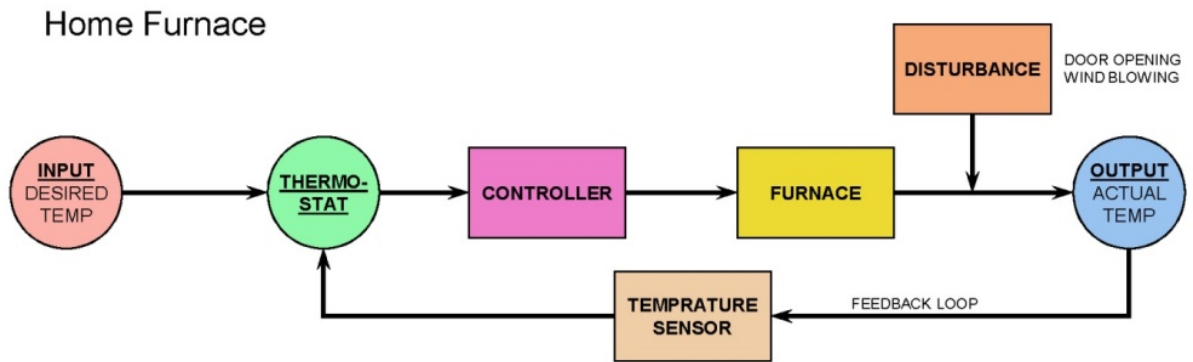 Home Furnace
DISTURBANCE
DOOR OPENING
WIND BLOWING
INPUT
DESIRED
TEMP
THERMO-
STAT
CONTROLLER
FURNACE
OUTPUT
ACTUAL
TEMP
TEMPRATURE
SENSOR
FEEDBACK LOOP